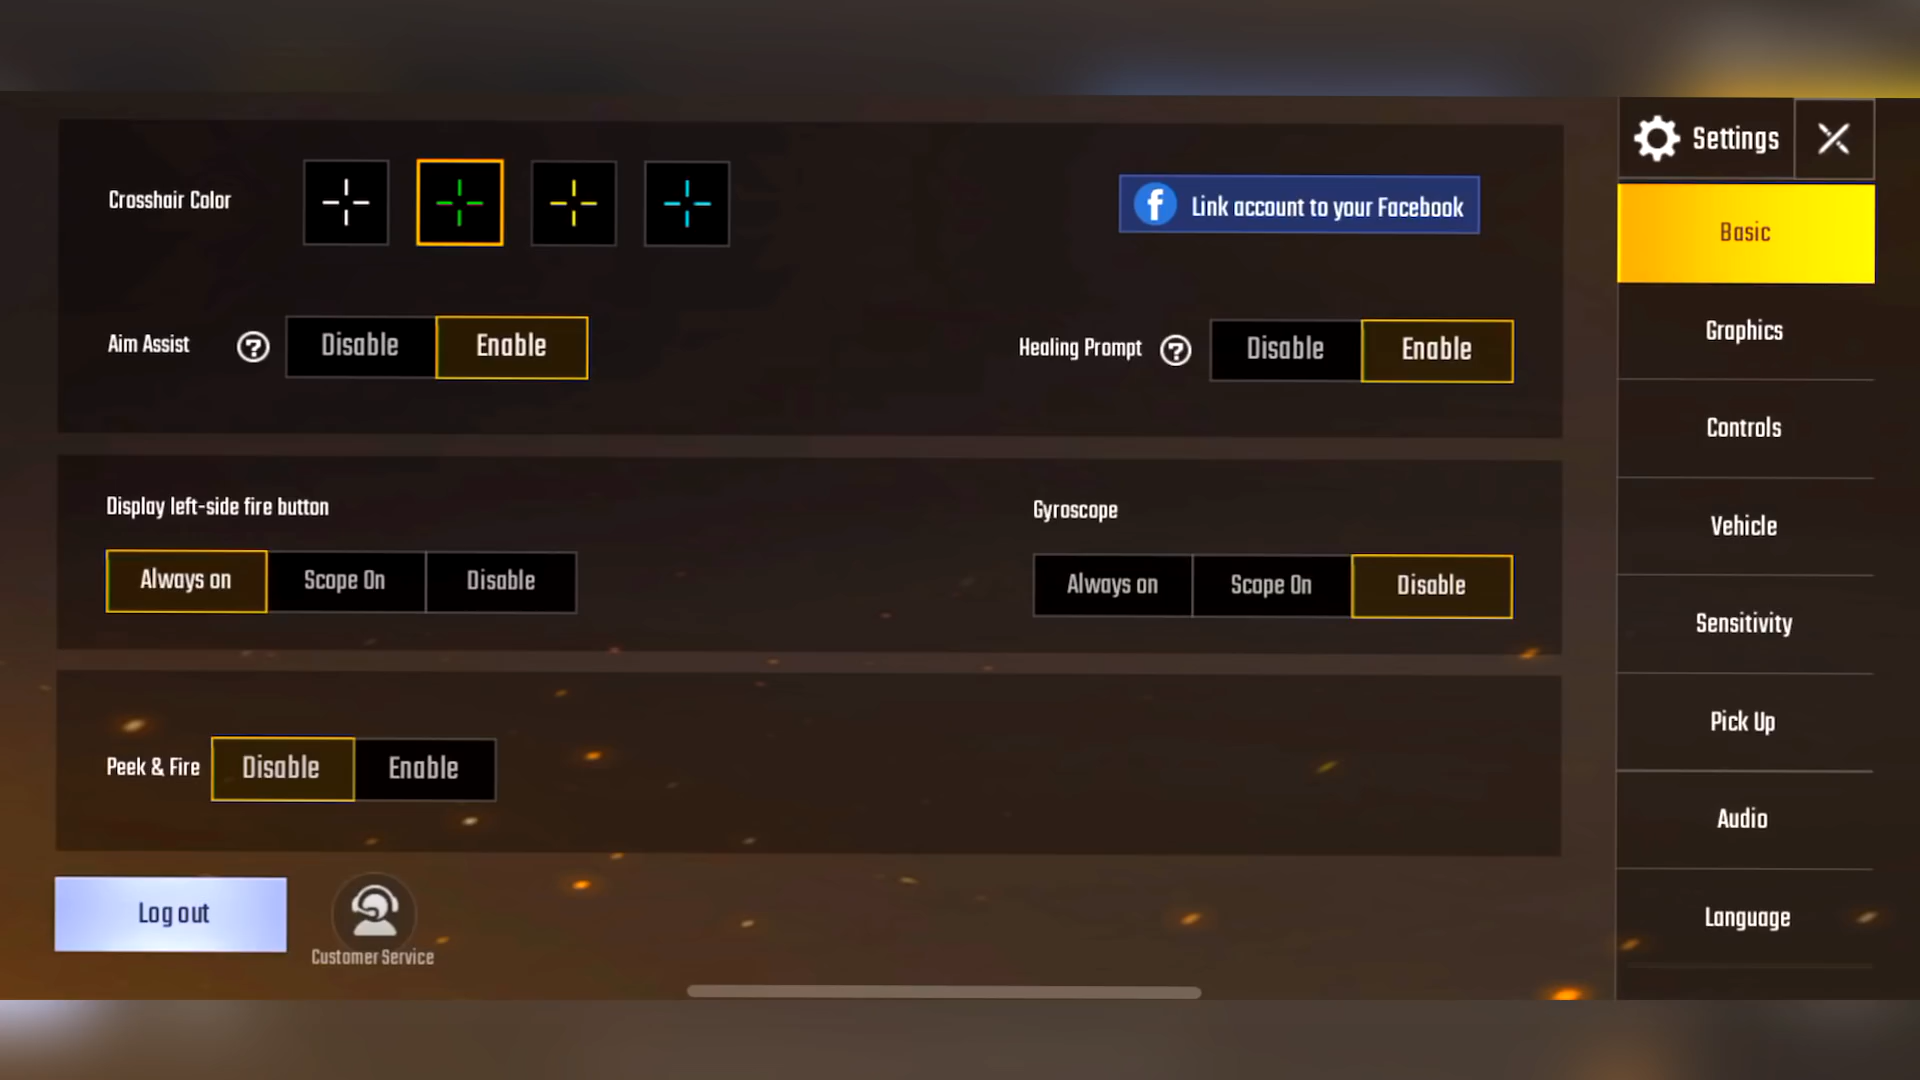 Settings
Crosshair Color
f Link account to your Facebook
Basic
Aim Assist ? Disable Enable
Healing Prompt ? Disable Enable
Graphics
Controls
Display left-side fire button
Gyroscope
Vehicle
Always on Scope On Disable
Always on Scope On Disable
Sensitivity
Pick Up
Peek & Fire Disable Enable
Audio
Log out
Customer Service
Language